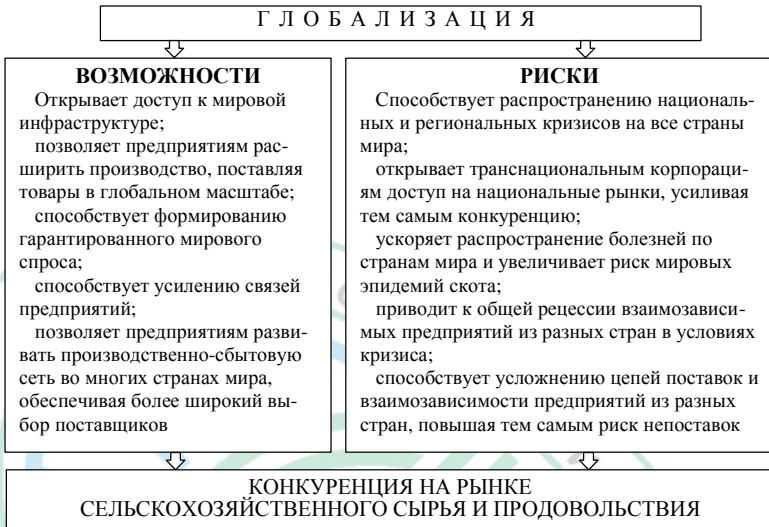 ГЛОБАЛИЗАЦИЯ
ВОЗМОЖНОСТИ
Открывает доступ к мировой
инфраструктуре;
позволяет предприятиям рас-
ширить производство, поставляя
товары в глобальном масштабе;
способствует формированию
гарантированного мирового
спроса;
способствует усилению связей
предприятий;
позволяет предприятиям разви-
вать производственно-сбытовую
сеть во многих странах мира,
обеспечивая более широкий вы-
бор поставщиков
РИСКИ
Способствует распространению националь-
ных и региональных кризисов на все страны
мира;
открывает транснациональным корпораци-
ям доступ на национальные рынки, усиливая
тем самым конкуренцию;
ускоряет распространение болезней по
странам мира и увеличивает риск мировых
эпидемий скота;
приводит к общей рецессии взаимозависи-
мых предприятий из разных стран в условиях
кризиса;
способствует усложнению цепей поставок и
взаимозависимости предприятий из разных
стран, повышая тем самым риск непоставок
КОНКУРЕНЦИЯ НА РЫНКЕ
СЕЛЬСКОХОЗЯЙСТВЕННОГО СЫРЬЯ И ПРОДОВОЛЬСТВИЯ